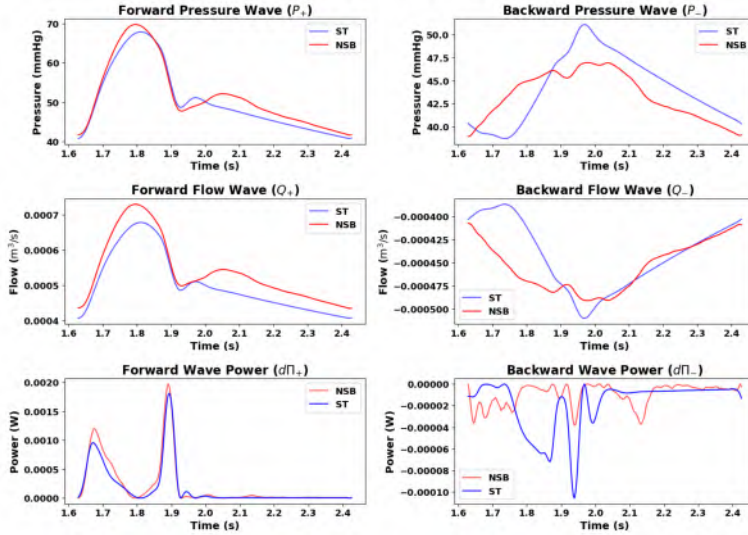 Forward Pressure Wave (P₊)
Pressure (mmHg)
70
60
50
40
1.6 1.7 1.8 1.9 2.0 2.1 2.2 2.3 2.4
Time (s)
ST
NSB
Backward Pressure Wave (P₋)
Pressure (mmHg)
50.0
47.5
45.0
42.5
40.0
1.6 1.7 1.8 1.9 2.0 2.1 2.2 2.3 2.4
Time (s)
ST
NSB
Forward Flow Wave (Q₊)
Flow (m³/s)
0.0007
0.0006
0.0005
0.0004
1.6 1.7 1.8 1.9 2.0 2.1 2.2 2.3 2.4
Time (s)
ST
NSB
Backward Flow Wave (Q₋)
Flow (m³/s)
−0.000400
−0.000425
−0.000450
−0.000475
−0.000500
1.6 1.7 1.8 1.9 2.0 2.1 2.2 2.3 2.4
Time (s)
ST
NSB
Forward Wave Power (dΠ₊)
Power (W)
0.0020
0.0015
0.0010
0.0005
0.0000
1.6 1.7 1.8 1.9 2.0 2.1 2.2 2.3 2.4
Time (s)
NSB
ST
Backward Wave Power (dΠ₋)
Power (W)
0.00000
−0.00002
−0.00004
−0.00006
−0.00008
−0.00010
1.6 1.7 1.8 1.9 2.0 2.1 2.2 2.3 2.4
Time (s)
NSB
ST